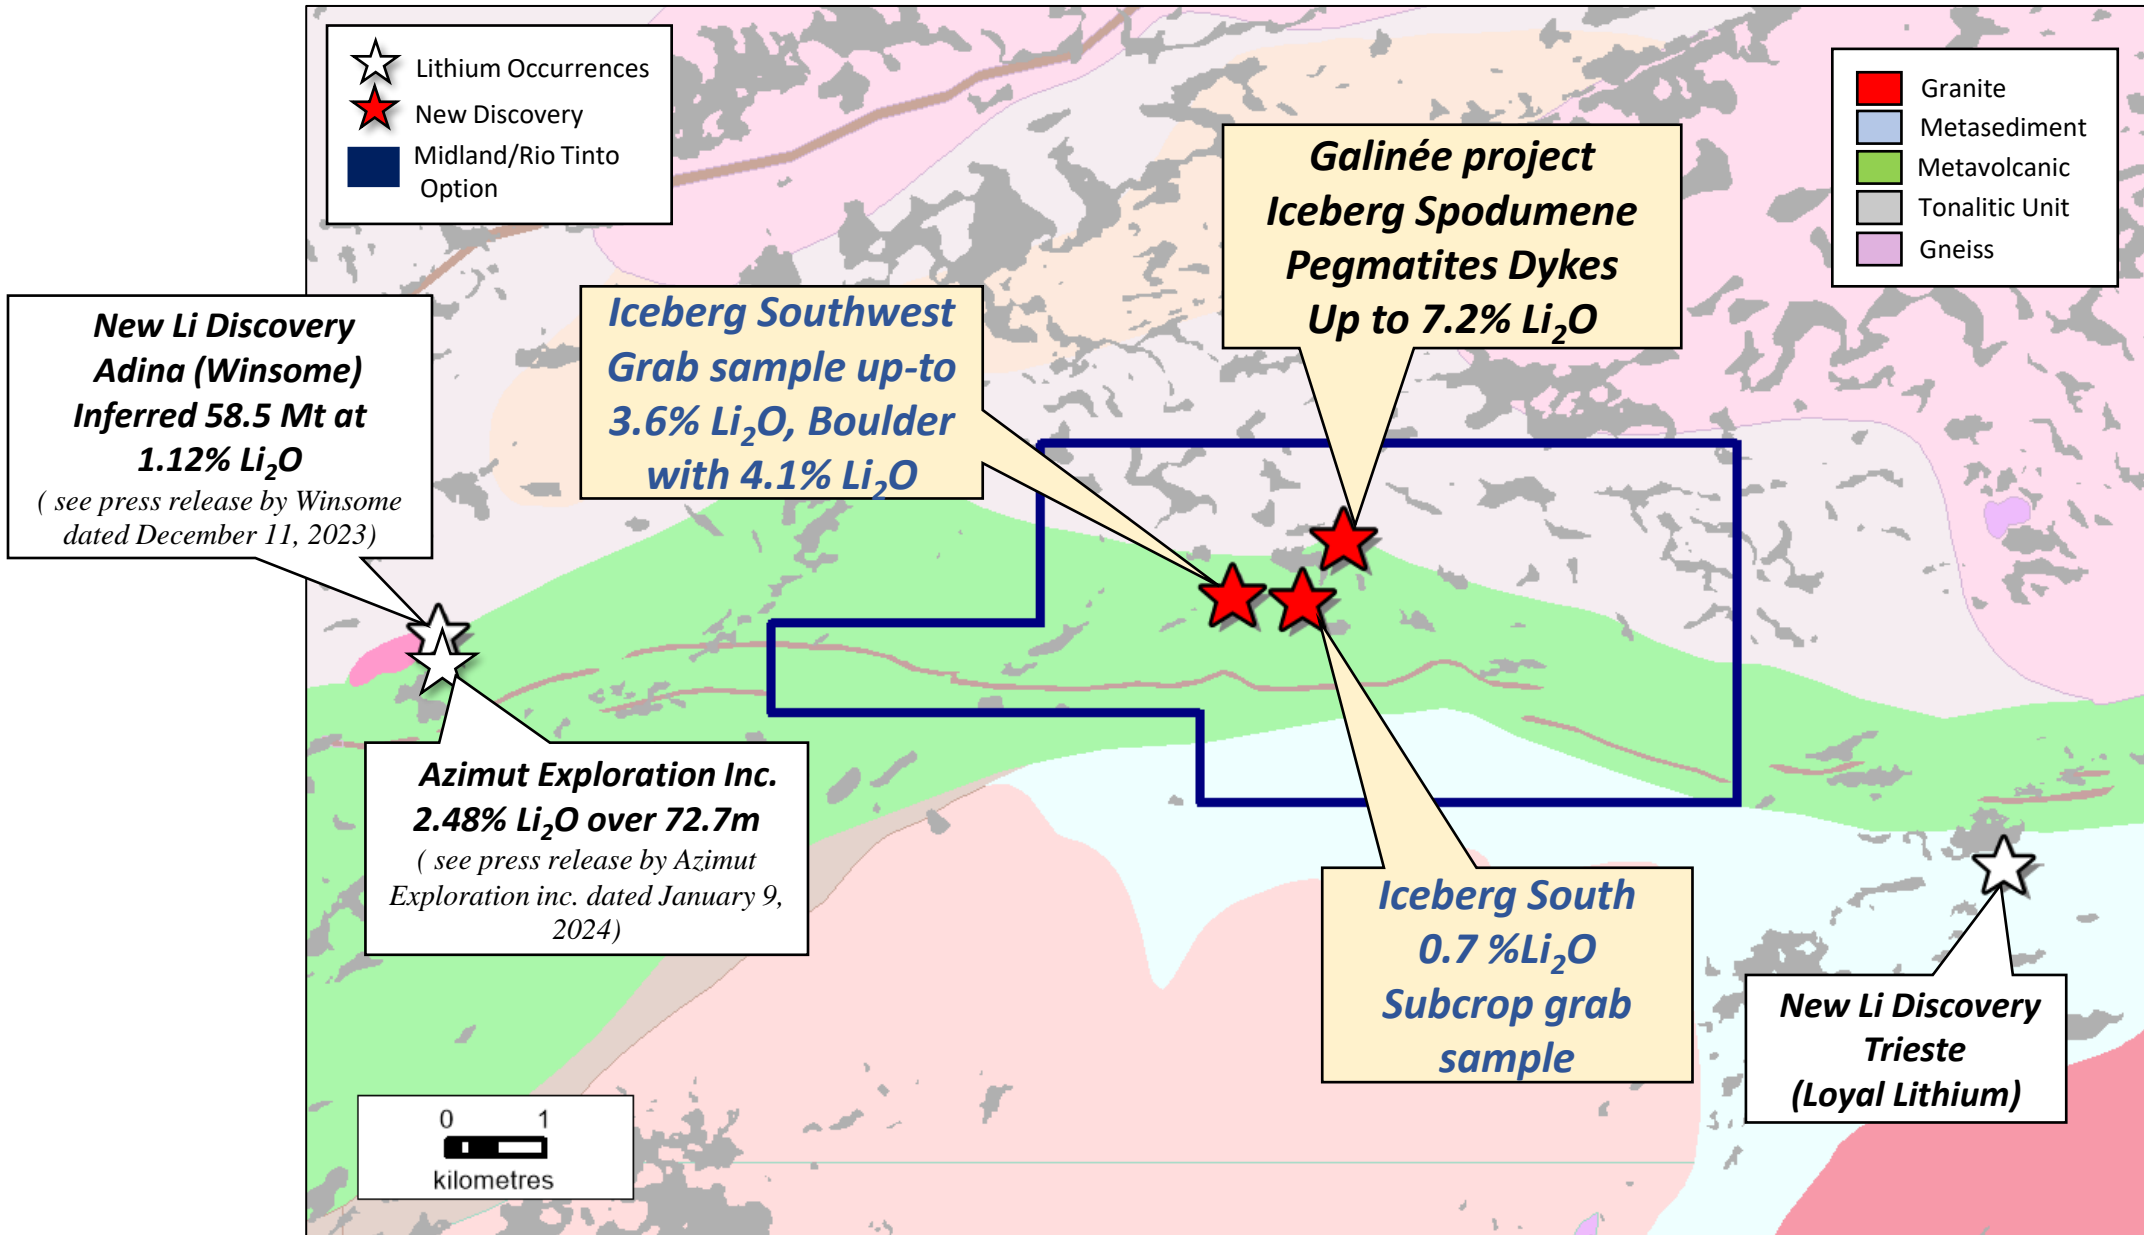 Lithium Occurrences
New Discovery
Midland/Rio Tinto
Option
Granite
Metasediment
Metavolcanic
Tonalitic Unit
Gneiss
Galinée project
Iceberg Spodumene
Pegmatites Dykes
Up to 7.2% Li₂O
Iceberg Southwest
Grab sample up-to
3.6% Li₂O, Boulder
with 4.1% Li₂O
New Li Discovery
Adina (Winsome)
Inferred 58.5 Mt at
1.12% Li₂O
( see press release by Winsome
dated December 11, 2023)
Azimut Exploration Inc.
2.48% Li₂O over 72.7m
( see press release by Azimut
Exploration inc. dated January 9,
2024)
Iceberg South
0.7 %Li₂O
Subcrop grab
sample
New Li Discovery
Trieste
(Loyal Lithium)
0 1
kilometres